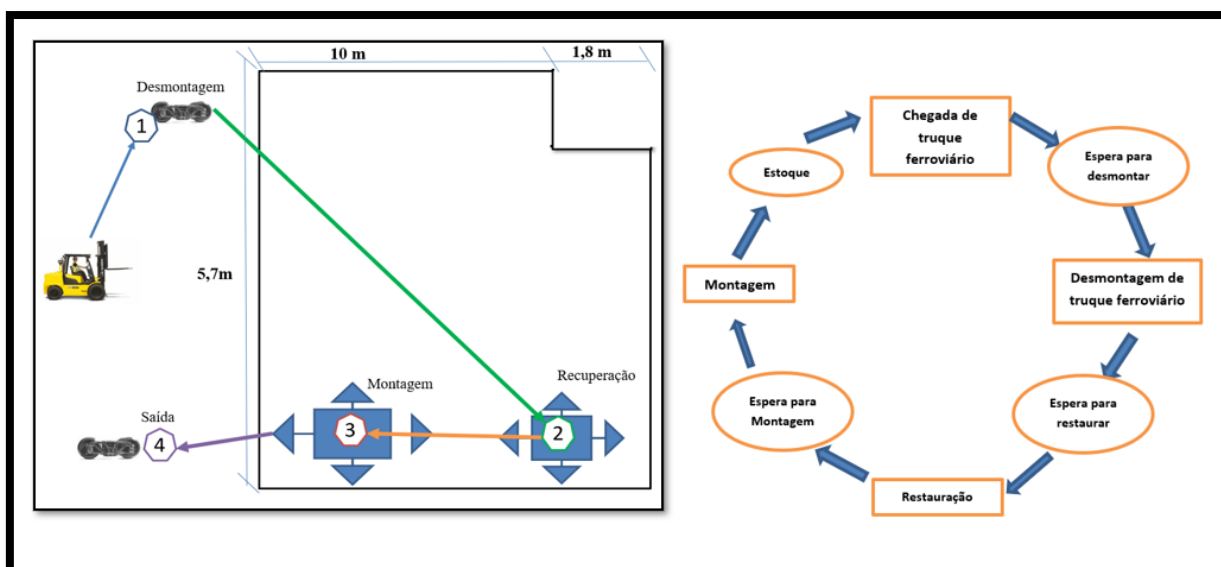 10 m
1,8 m
Desmontagem
1
5,7m
Montagem
Recuperação
Saída
4
3
2
Chegada de
truque
ferroviário
Espera para
desmontar
Estoque
Montagem
Desmontagem de
truque ferroviário
Espera para
Montagem
Espera para
restaurar
Restauração